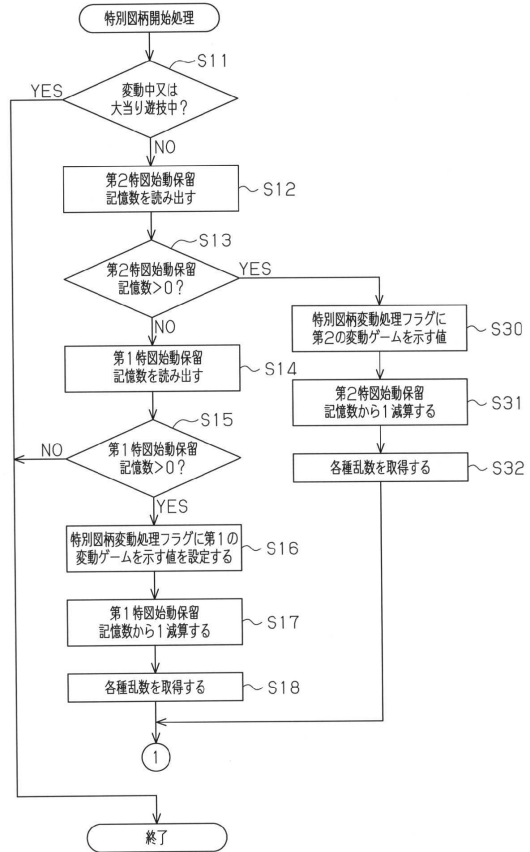 特別図柄開始処理
S11
YES
変動中又は
大当り遊技中?
NO
第2特図始動保留
記憶数を読み出す
S12
S13
第2特図始動保留
記憶数>0?
YES
NO
特別図柄変動処理フラグに
第2の変動ゲームを示す値
S30
第1特図始動保留
記憶数を読み出す
S14
第2特図始動保留
記憶数から1減算する
S31
S15
NO
第1特図始動保留
記憶数>0?
各種乱数を取得する
S32
YES
特別図柄変動処理フラグに第1の
変動ゲームを示す値を設定する
S16
第1特図始動保留
記憶数から1減算する
S17
各種乱数を取得する
S18
1
終了